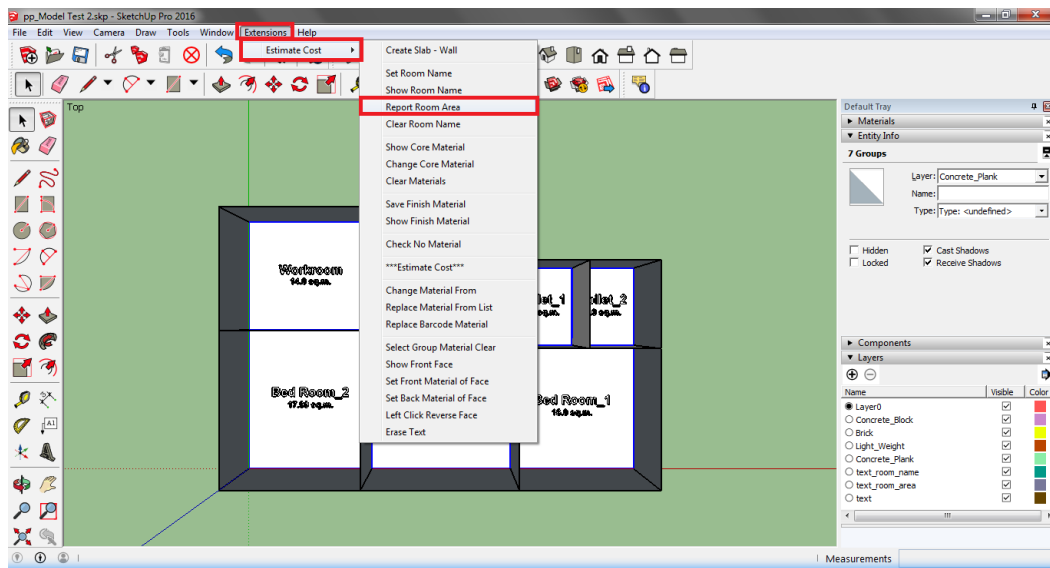 pp_Model Test 2.skp - SketchUp Pro 2016
File Edit View Camera Draw Tools Window Extensions Help
Estimate Cost
Create Slab - Wall
Set Room Name
Show Room Name
Report Room Area
Clear Room Name
Show Core Material
Change Core Material
Clear Materials
Save Finish Material
Show Finish Material
Check No Material
***Estimate Cost***
Change Material From
Replace Material From List
Replace Barcode Material
Select Group Material Clear
Show Front Face
Set Front Material of Face
Set Back Material of Face
Left Click Reverse Face
Erase Text
Top
A1
Workroom
14.0 sq.m.
Bed Room_2
17.50 sq.m.
let_1
sq.m.
oilet_2
.0 sq.m.
Bed Room_1
16.0 sq.m.
Default Tray
Materials
Entity Info
7 Groups
Layer: Concrete_Plank
Name:
Type: Type: <undefined>
Hidden
Cast Shadows
Locked
Receive Shadows
Components
Layers
Name Visible Color
Layer0
Concrete_Block
Brick
Light_Weight
Concrete_Plank
text_room_name
text_room_area
text
Measurements